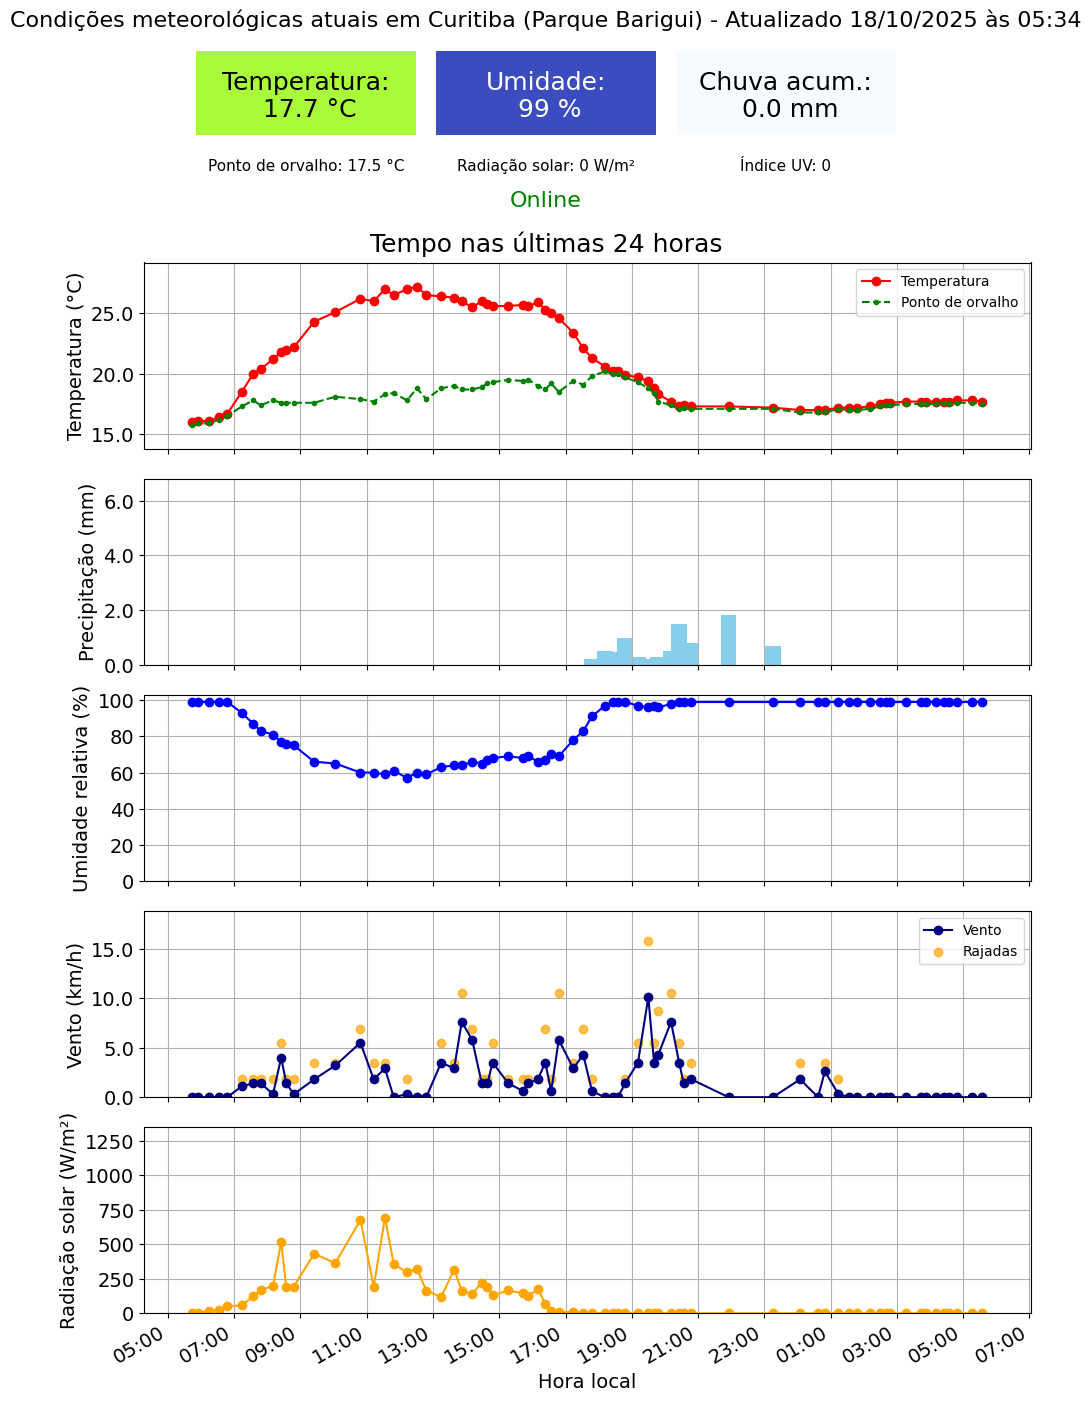 Condições meteorológicas atuais em Curitiba (Parque Barigui) - Atualizado 18/10/2025 às 05:34
Temperatura:
17.7 °C
Umidade:
99 %
Chuva acum.:
0.0 mm
Ponto de orvalho: 17.5 °C
Radiação solar: 0 W/m²
Índice UV: 0
Online
Tempo nas últimas 24 horas
Temperatura (°C)
25.0
20.0
15.0
Temperatura
Ponto de orvalho
Precipitação (mm)
6.0
4.0
2.0
0.0
Umidade relativa (%)
100
80
60
40
20
0
Vento (km/h)
15.0
10.0
5.0
0.0
Vento
Rajadas
Radiação solar (W/m²)
1250
1000
750
500
250
0
05:00
07:00
09:00
11:00
13:00
15:00
17:00
19:00
21:00
23:00
01:00
03:00
05:00
07:00
Hora local